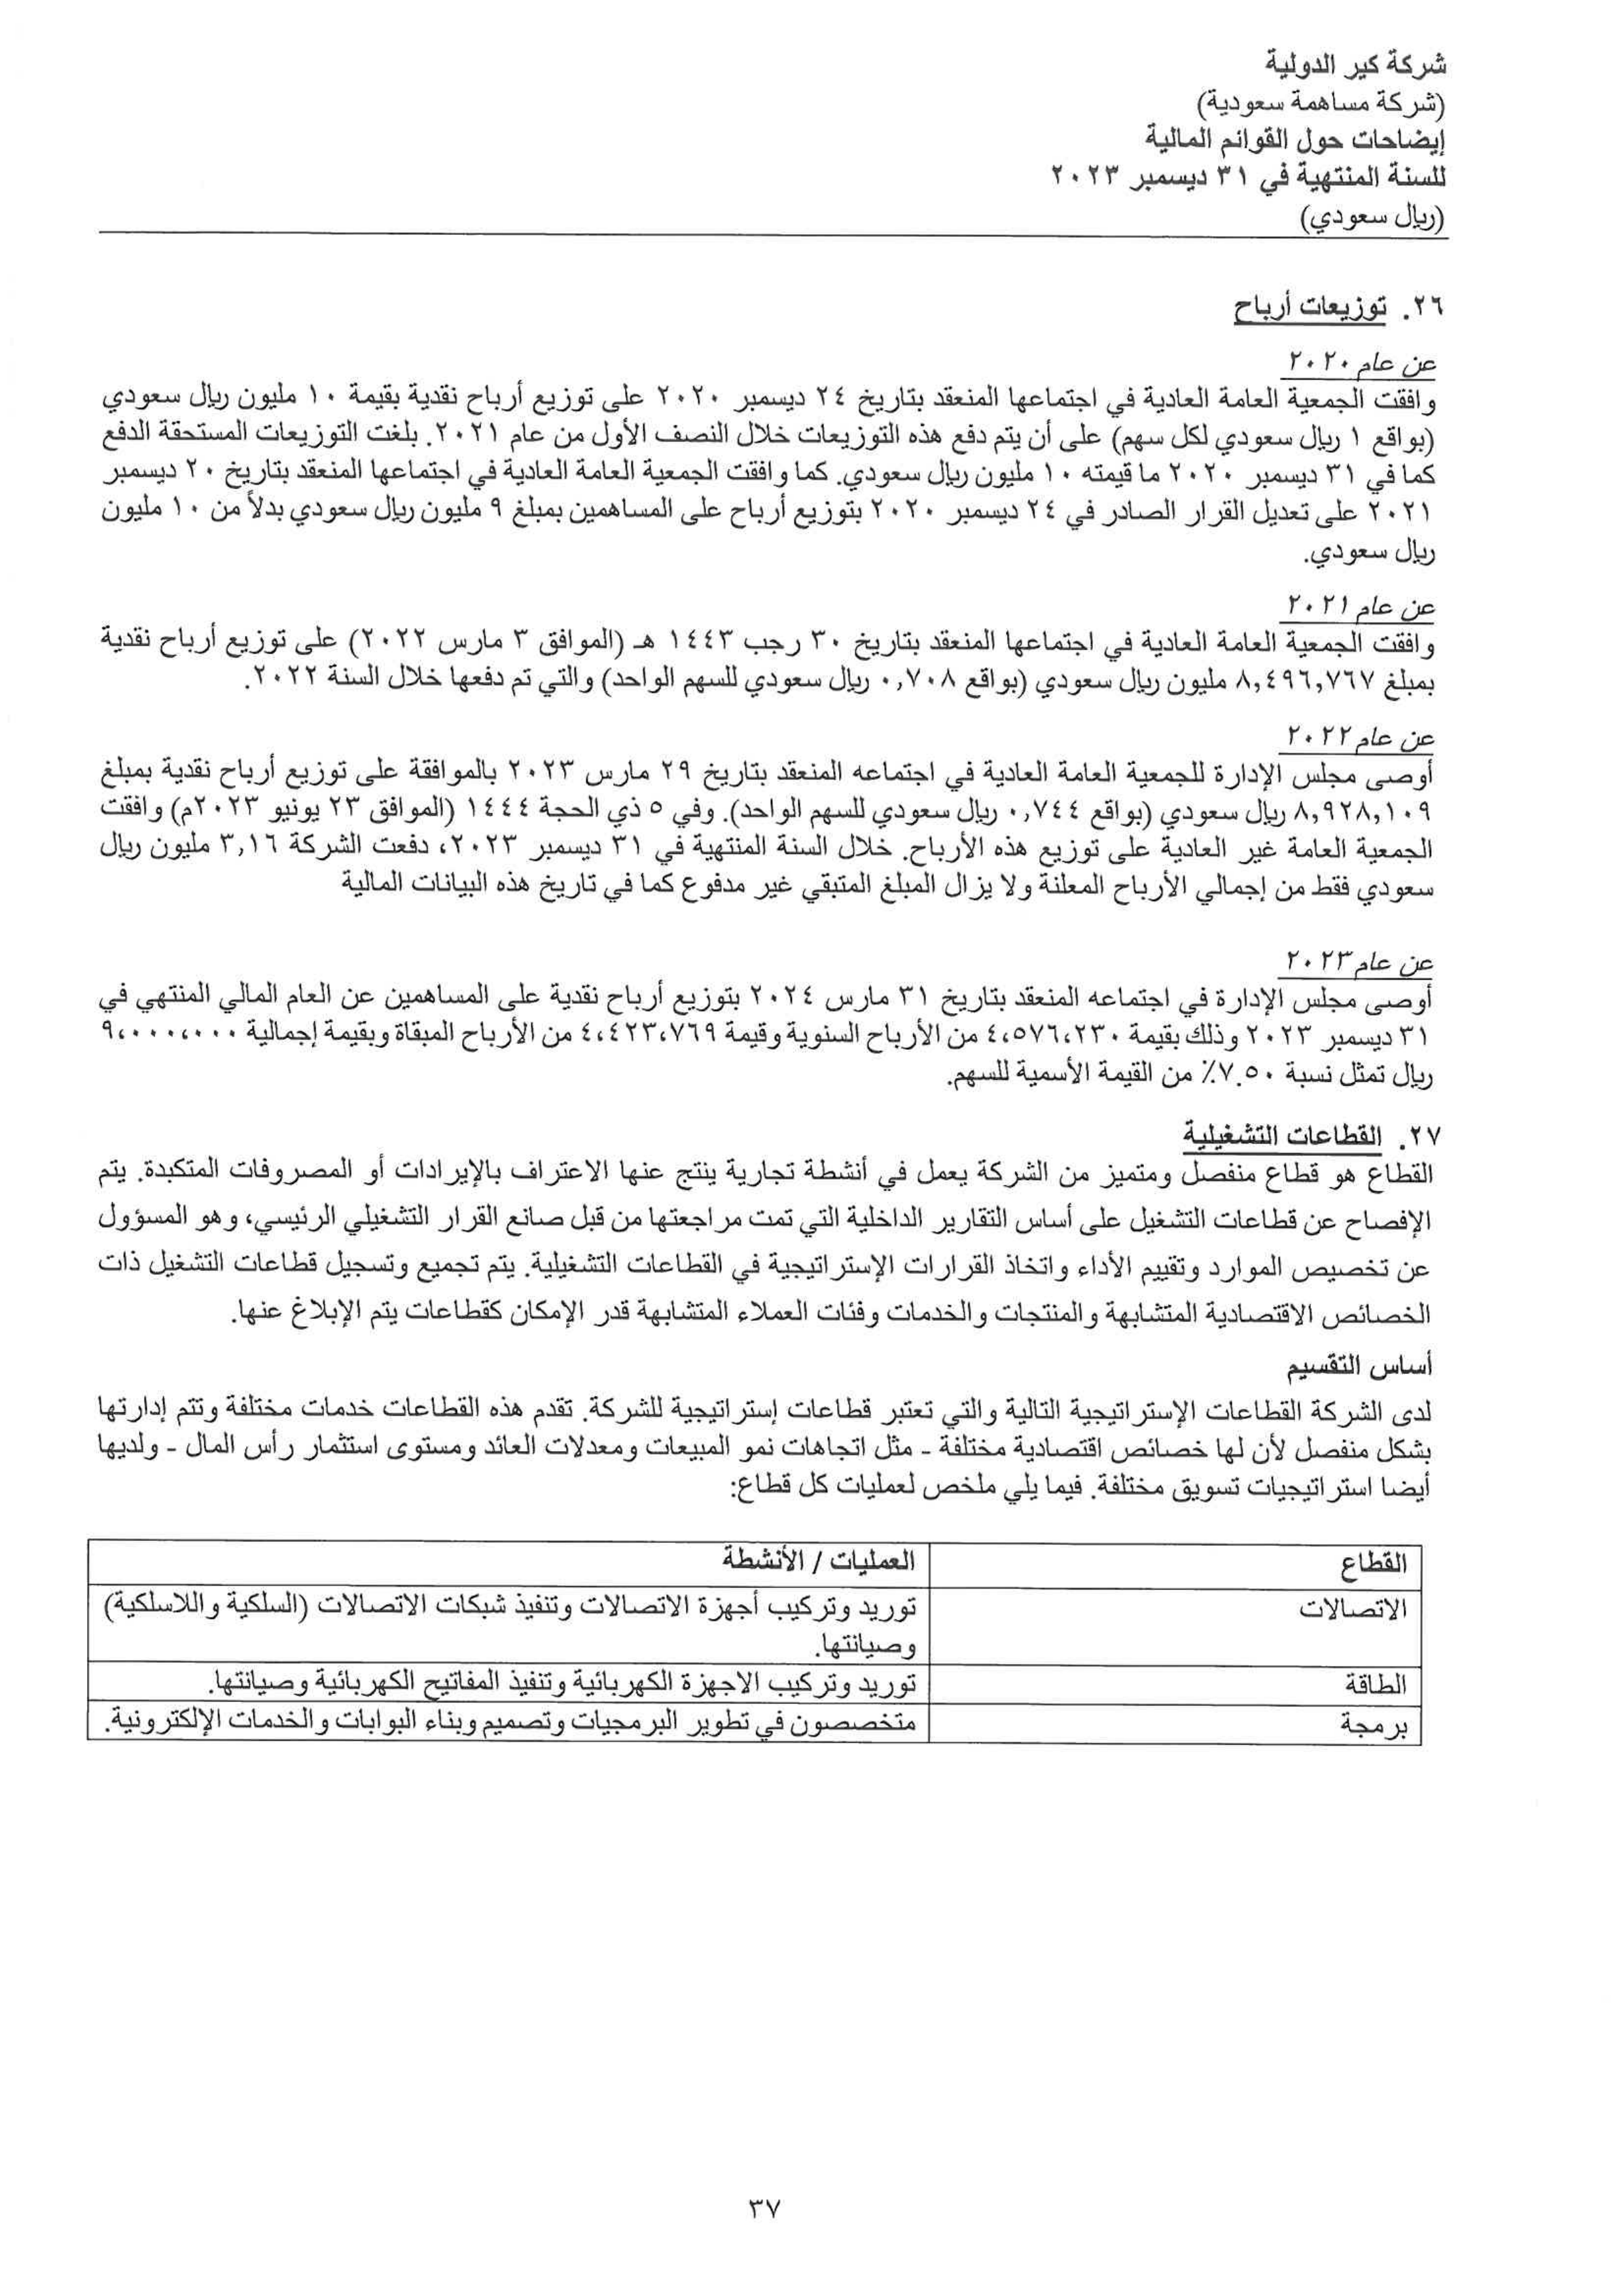 شركة كير الدولية
(شركة مساهمة سعودية)
إيضاحات حول القوائم المالية
للسنة المنتهية في ٣١ ديسمبر ٢٠٢٣
(ريال سعودي)
٢٦. توزيعات أرباح
عن عام ٢٠٢٠
وافقت الجمعية العامة العادية في اجتماعها المنعقد بتاريخ ٢٤ ديسمبر ٢٠٢٠ على توزيع أرباح نقدية بقيمة ١٠ مليون ريال سعودي
(بواقع ١ ريال سعودي لكل سهم) على أن يتم دفع هذه التوزيعات خلال النصف الأول من عام ٢٠٢١. بلغت التوزيعات المستحقة الدفع
كما في ٣١ ديسمبر ٢٠٢٠ ما قيمته ١٠ مليون ريال سعودي. كما وافقت الجمعية العامة العادية في اجتماعها المنعقد بتاريخ ٢٠ ديسمبر
٢٠٢١ على تعديل القرار الصادر في ٢٤ ديسمبر ٢٠٢٠ بتوزيع أرباح على المساهمين بمبلغ ٩ مليون ريال سعودي بدلاً من ١٠ مليون
ريال سعودي.
عن عام ٢٠٢١
وافقت الجمعية العامة العادية في اجتماعها المنعقد بتاريخ ٣٠ رجب ١٤٤٣ هـ (الموافق ٣ مارس ٢٠٢٢) على توزيع أرباح نقدية
بمبلغ ٨,٤٩٦,٧٦٧ مليون ريال سعودي (بواقع ٠,٧٠٨ ريال سعودي للسهم الواحد) والتي تم دفعها خلال السنة ٢٠٢٢.
عن عام ٢٠٢٢
أوصى مجلس الإدارة للجمعية العامة العادية في اجتماعه المنعقد بتاريخ ٢٩ مارس ٢٠٢٣ بالموافقة على توزيع أرباح نقدية بمبلغ
٨,٩٢٨,١٠٩ ريال سعودي (بواقع ٠,٧٤٤ ريال سعودي للسهم الواحد). وفي ٥ ذي الحجة ١٤٤٤ (الموافق ٢٣ يونيو ٢٠٢٣م) وافقت
الجمعية العامة غير العادية على توزيع هذه الأرباح. خلال السنة المنتهية في ٣١ ديسمبر ٢٠٢٣، دفعت الشركة ٣,١٦ مليون ريال
سعودي فقط من إجمالي الأرباح المعلنة ولا يزال المبلغ المتبقي غير مدفوع كما في تاريخ هذه البيانات المالية
عن عام ٢٠٢٣
أوصى مجلس الإدارة في اجتماعه المنعقد بتاريخ ٣١ مارس ٢٠٢٤ بتوزيع أرباح نقدية على المساهمين عن العام المالي المنتهي في
٣١ ديسمبر ٢٠٢٣ وذلك بقيمة ٤،٥٧٦،٢٣٠ من الأرباح السنوية وقيمة ٤،٤٢٣،٧٦٩ من الأرباح المبقاة وبقيمة إجمالية ٩،٠٠٠،٠٠٠
ريال تمثل نسبة ٧.٥٠٪ من القيمة الأسمية للسهم.
٢٧. القطاعات التشغيلية
القطاع هو قطاع منفصل ومتميز من الشركة يعمل في أنشطة تجارية ينتج عنها الاعتراف بالإيرادات أو المصروفات المتكبدة. يتم
الإفصاح عن قطاعات التشغيل على أساس التقارير الداخلية التي تمت مراجعتها من قبل صانع القرار التشغيلي الرئيسي، وهو المسؤول
عن تخصيص الموارد وتقييم الأداء واتخاذ القرارات الإستراتيجية في القطاعات التشغيلية. يتم تجميع وتسجيل قطاعات التشغيل ذات
الخصائص الاقتصادية المتشابهة والمنتجات والخدمات وفئات العملاء المتشابهة قدر الإمكان كقطاعات يتم الإبلاغ عنها.
أساس التقسيم
لدى الشركة القطاعات الإستراتيجية التالية والتي تعتبر قطاعات إستراتيجية للشركة. تقدم هذه القطاعات خدمات مختلفة وتتم إدارتها
بشكل منفصل لأن لها خصائص اقتصادية مختلفة - مثل اتجاهات نمو المبيعات ومعدلات العائد ومستوى استثمار رأس المال - ولديها
أيضا استراتيجيات تسويق مختلفة. فيما يلي ملخص لعمليات كل قطاع:
القطاع العمليات / الأنشطة
الاتصالات توريد وتركيب أجهزة الاتصالات وتنفيذ شبكات الاتصالات (السلكية واللاسلكية)
وصيانتها.
الطاقة توريد وتركيب الاجهزة الكهربائية وتنفيذ المفاتيح الكهربائية وصيانتها.
برمجة متخصصون في تطوير البرمجيات وتصميم وبناء البوابات والخدمات الإلكترونية.
٣٧